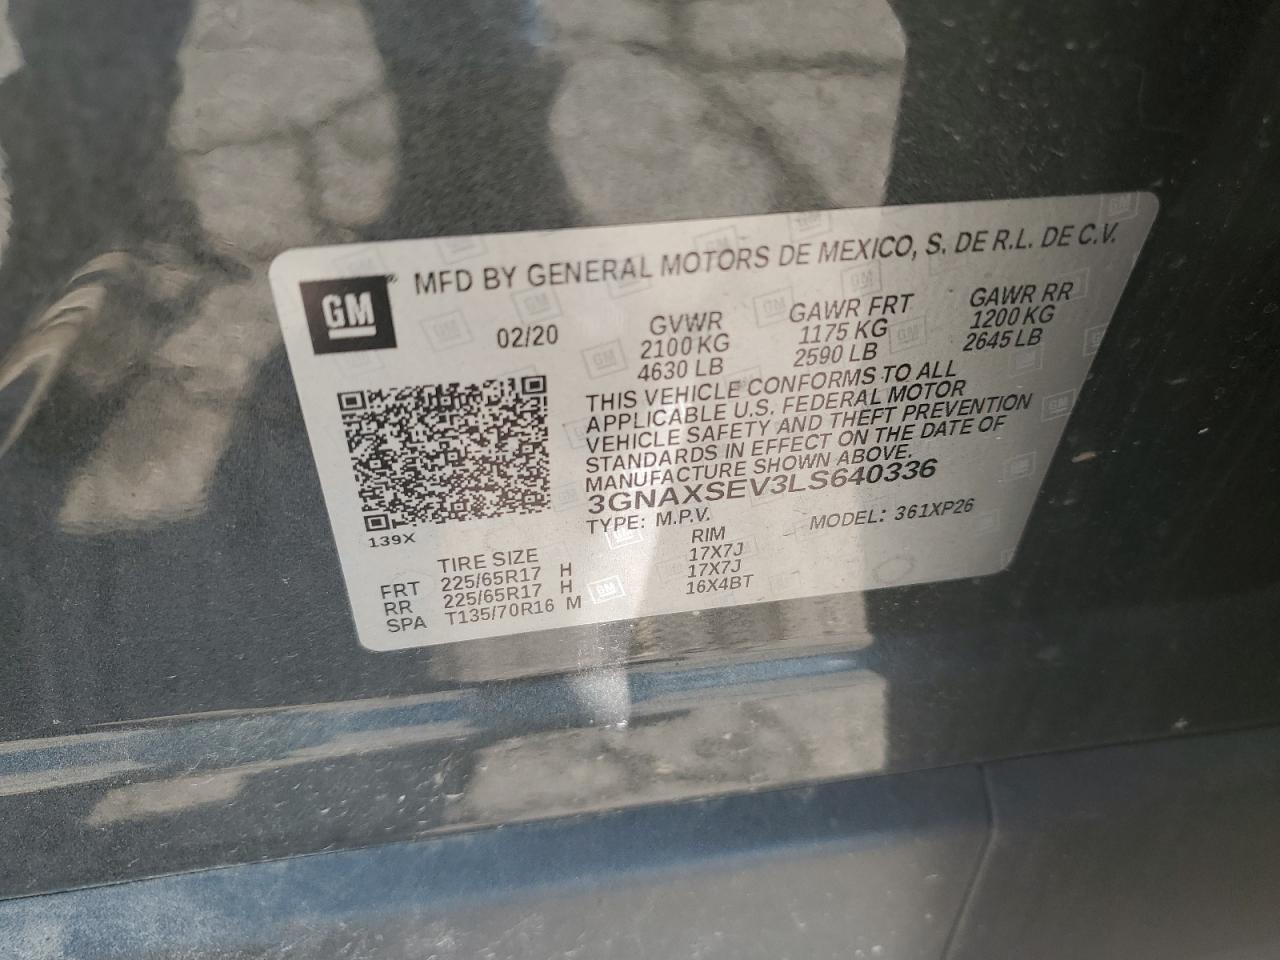 GM ® MFD BY GENERAL MOTORS DE MEXICO, S. DE R.L. DE C.V.
02/20
GVWR
2100 KG
4630 LB
GAWR FRT
1175 KG
2590 LB
GAWR RR
1200 KG
2645 LB
THIS VEHICLE CONFORMS TO ALL
APPLICABLE U.S. FEDERAL MOTOR
VEHICLE SAFETY AND THEFT PREVENTION
STANDARDS IN EFFECT ON THE DATE OF
MANUFACTURE SHOWN ABOVE.
3GNAXSEV3LS640336
TYPE: M.P.V. MODEL: 361XP26
139X
TIRE SIZE RIM
FRT 225/65R17 H 17X7J
RR 225/65R17 H 17X7J
SPA T135/70R16 M 16X4BT